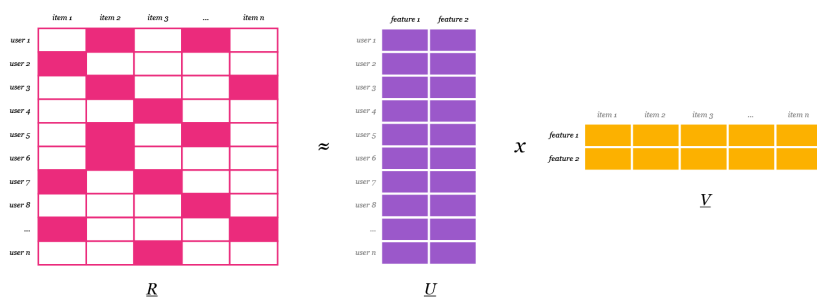 item 1 item 2 item 3 ... item n
user 1
user 2
user 3
user 4
user 5
user 6
user 7
user 8
...
user n
R
≈
feature 1 feature 2
user 1
user 2
user 3
user 4
user 5
user 6
user 7
user 8
...
user n
U
x
item 1 item 2 item 3 ... item n
feature 1
feature 2
V